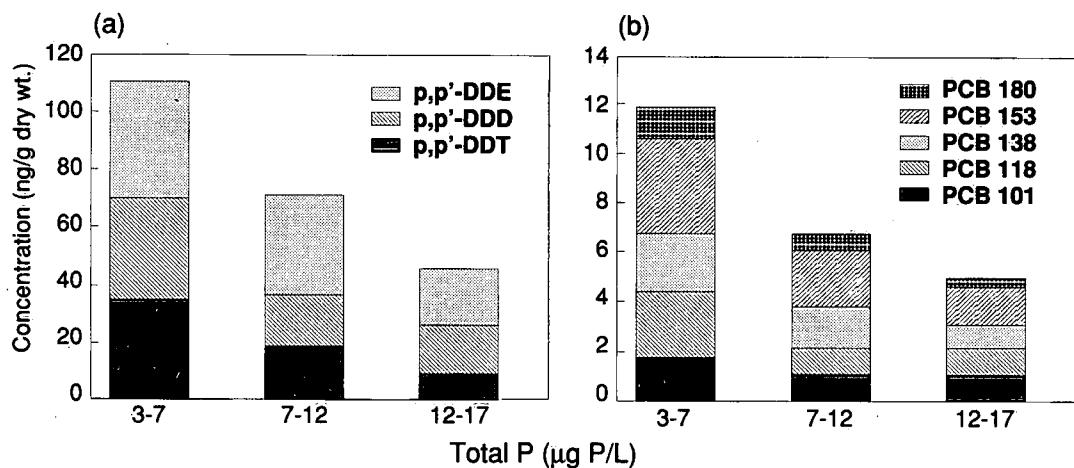 (a)
Concentration (ng/g dry wt.)
120
100
80
60
40
20
0
p,p'-DDE
p,p'-DDD
p,p'-DDT
3-7
7-12
12-17
(b)
14
12
10
8
6
4
2
0
PCB 180
PCB 153
PCB 138
PCB 118
PCB 101
3-7
7-12
12-17
Total P (µg P/L)